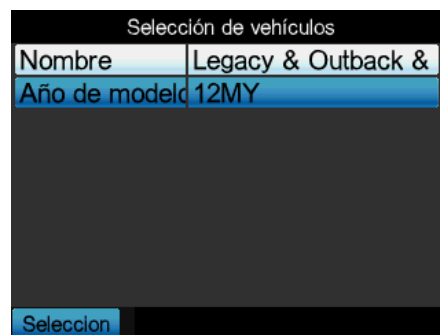 Selección de vehículos
Nombre Legacy & Outback &
Año de modelo 12MY
Seleccion